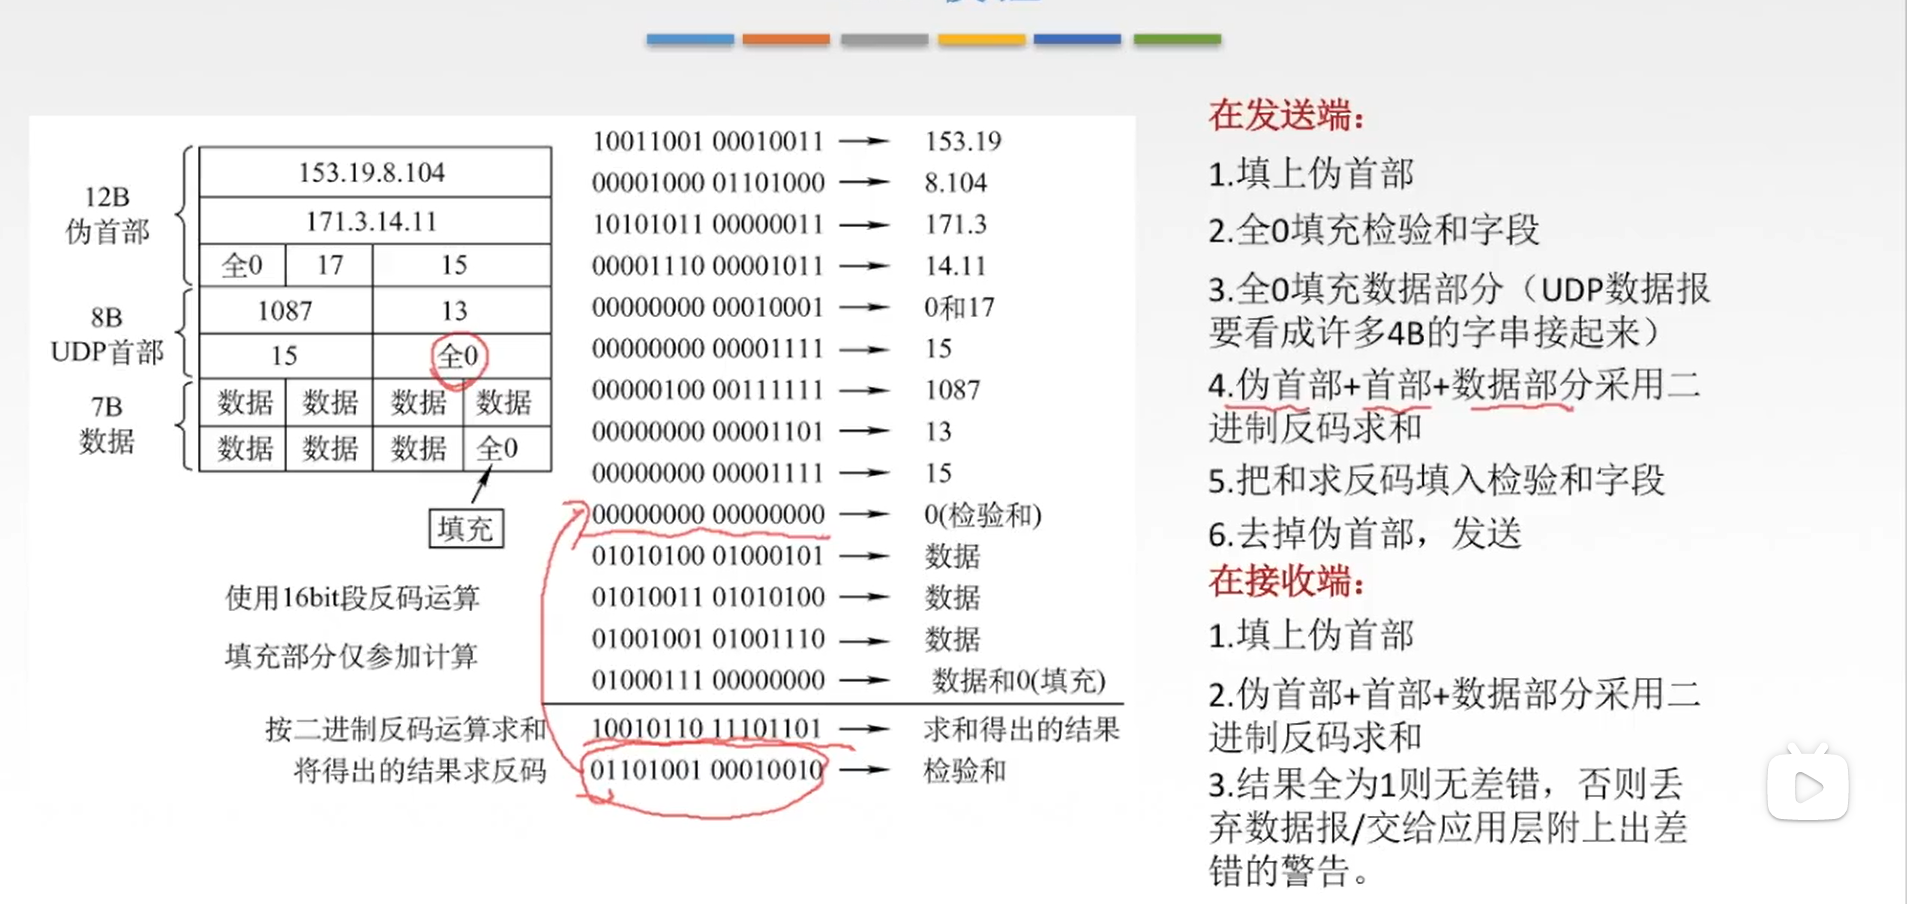 12B
伪首部
153.19.8.104
171.3.14.11
全0 17 15
8B
UDP首部
1087 13
15 全0
7B
数据
数据 数据 数据 数据
数据 数据 数据 全0
填充
使用16bit段反码运算
填充部分仅参加计算
10011001 00010011 → 153.19
00001000 01101000 → 8.104
10101011 00000011 → 171.3
00001110 00001011 → 14.11
00000000 00010001 → 0和17
00000000 00001111 → 15
00000100 00111111 → 1087
00000000 00001101 → 13
00000000 00001111 → 15
00000000 00000000 → 0(检验和)
01010100 01000101 → 数据
01010011 01010100 → 数据
01001001 01001110 → 数据
01000111 00000000 → 数据和0(填充)
按二进制反码运算求和 10010110 11101101 → 求和得出的结果
将得出的结果求反码 01101001 00010010 → 检验和
在发送端：
1.填上伪首部
2.全0填充检验和字段
3.全0填充数据部分（UDP数据报
要看成许多4B的字串接起来）
4.伪首部+首部+数据部分采用二
进制反码求和
5.把和求反码填入检验和字段
6.去掉伪首部，发送
在接收端：
1.填上伪首部
2.伪首部+首部+数据部分采用二
进制反码求和
3.结果全为1则无差错，否则丢
弃数据报/交给应用层附上出差
错的警告。